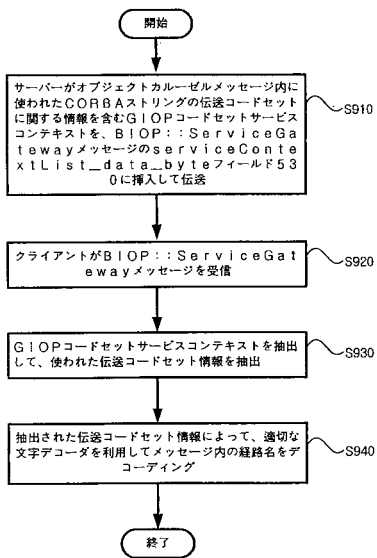 開始
サーバーがオブジェクトカルーゼルメッセージ内に
使われたCORBAストリングの伝送コードセット
に関する情報を含むGIOPコードセットサービス
コンテキストを、BIOP::ServiceGa
tewayメッセージのserviceConte
xtList_data_byteフィールド53
0に挿入して伝送
S910
クライアントがBIOP::ServiceGat
ewayメッセージを受信
S920
GIOPコードセットサービスコンテキストを抽出
して、使われた伝送コードセット情報を抽出
S930
抽出された伝送コードセット情報によって、適切な
文字デコーダを利用してメッセージ内の経路名をデ
コーディング
S940
終了